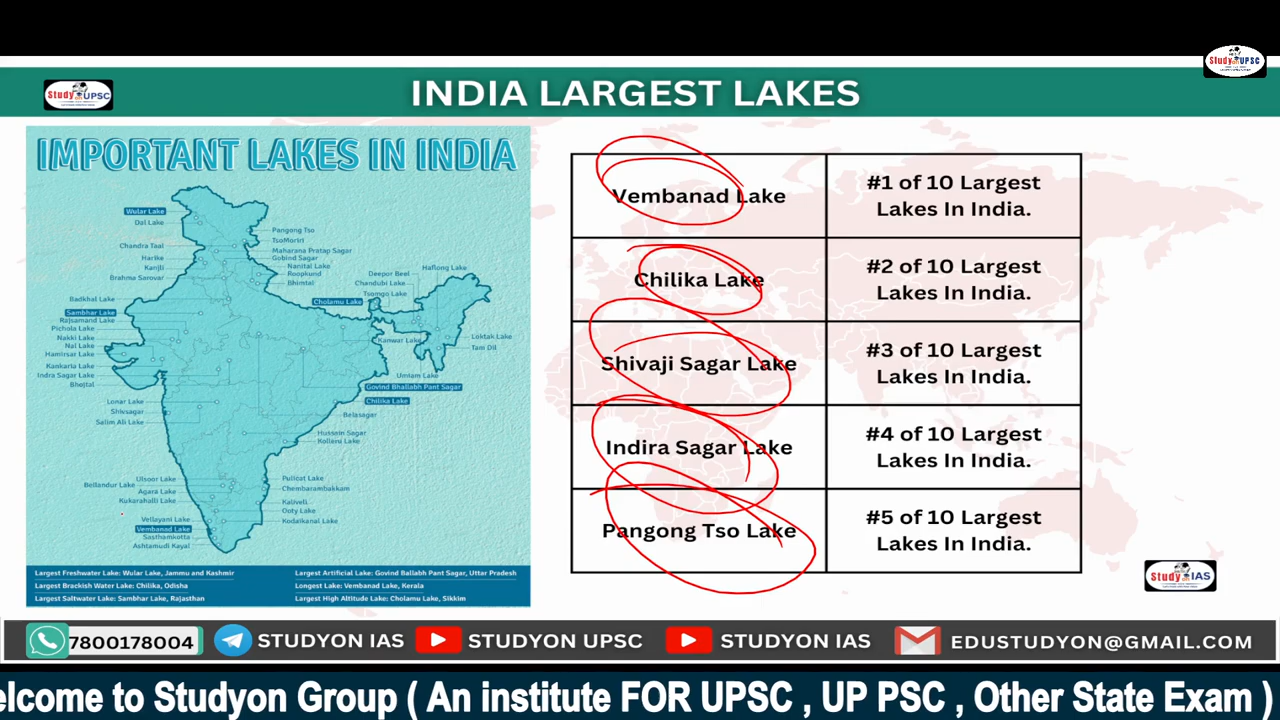 Study on UPSC
INDIA LARGEST LAKES
Study on UPSC
IMPORTANT LAKES IN INDIA
Wular Lake
Dal Lake
Chandra Taal
Harike
Kanjli
Brahma Sarovar
Badkhal Lake
Sambhar Lake
Rajsamand Lake
Pichola Lake
Nakki Lake
Nal Lake
Hamirsar Lake
Kankaria Lake
Indra Sagar Lake
Bhojtal
Lonar Lake
Shivsagar
Salim Ali Lake
Ulsoor Lake
Bellandur Lake
Agara Lake
Kukarahalli Lake
Vellayani Lake
Vembanad Lake
Sasthamkotta
Ashtamudi Kayal
Pangong Tso
TsoMoriri
Maharana Pratap Sagar
Gobind Sagar
Nanital Lake
Roopkund
Bhimtal
Deepor Beel
Haflong Lake
Chandubi Lake
Tsomgo Lake
Cholamu Lake
Kanwar Lake
Loktak Lake
Tam Dil
Umiam Lake
Govind Bhallabh Pant Sagar
Chilika Lake
Belasagar
Hussain Sagar
Kolleru Lake
Pulicat Lake
Chembarambakkam
Kaliveli
Ooty Lake
Kodaikanal Lake
Largest Freshwater Lake: Wular Lake, Jammu and Kashmir
Largest Brackish Water Lake: Chilika, Odisha
Largest Saltwater Lake: Sambhar Lake, Rajasthan
Largest Artificial Lake: Govind Ballabh Pant Sagar, Uttar Pradesh
Longest Lake: Vembanad Lake, Kerala
Largest High Altitude Lake: Cholamu Lake, Sikkim
Vembanad Lake
#1 of 10 Largest
Lakes In India.
Chilika Lake
#2 of 10 Largest
Lakes In India.
Shivaji Sagar Lake
#3 of 10 Largest
Lakes In India.
Indira Sagar Lake
#4 of 10 Largest
Lakes In India.
Pangong Tso Lake
#5 of 10 Largest
Lakes In India.
Study on IAS
7800178004 STUDYON IAS STUDYON UPSC STUDYON IAS EDUSTUDYON@GMAIL.COM
elcome to Studyon Group ( An institute FOR UPSC , UP PSC , Other State Exam )